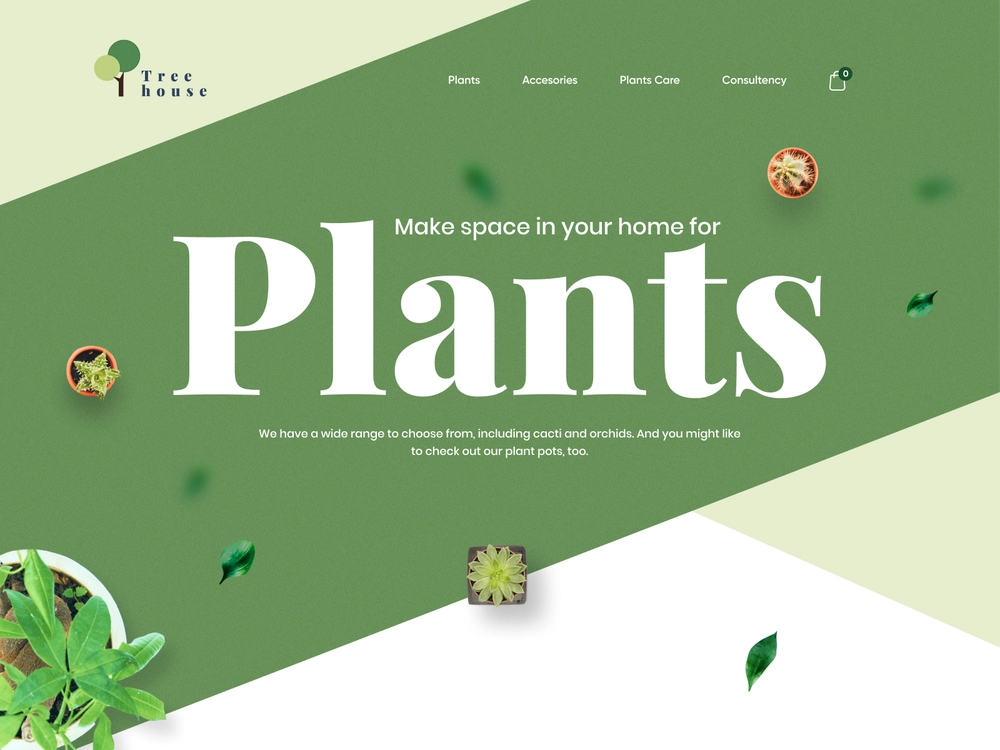 Tree
house
Plants
Accesories
Plants Care
Consultency
0
Make space in your home for
Plants
We have a wide range to choose from, including cacti and orchids. And you might like
to check out our plant pots, too.